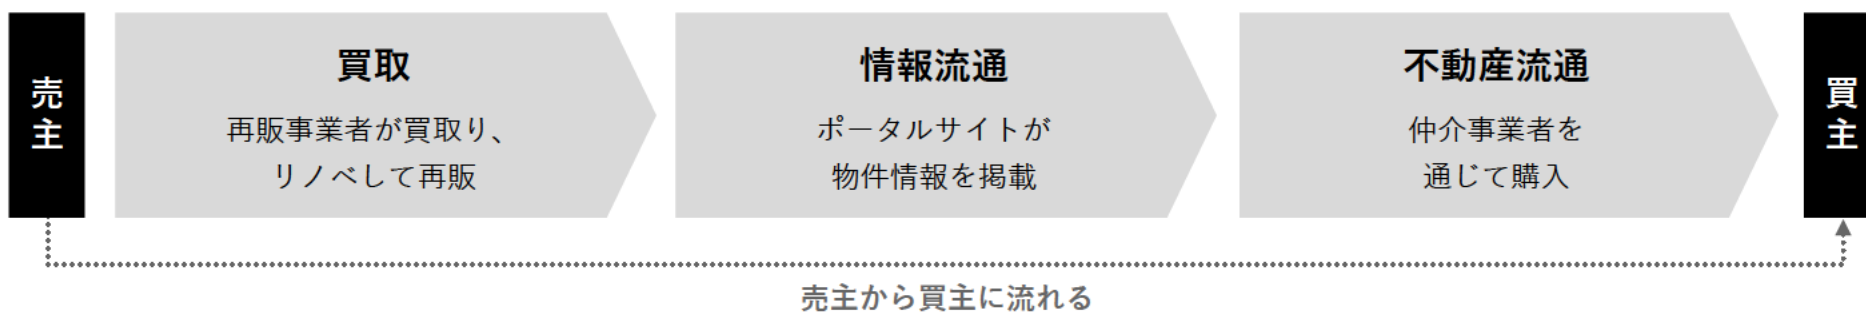 売主
買取
再販事業者が買取り、
リノベして再販
情報流通
ポータルサイトが
物件情報を掲載
不動産流通
仲介事業者を
通じて購入
買主
売主から買主に流れる